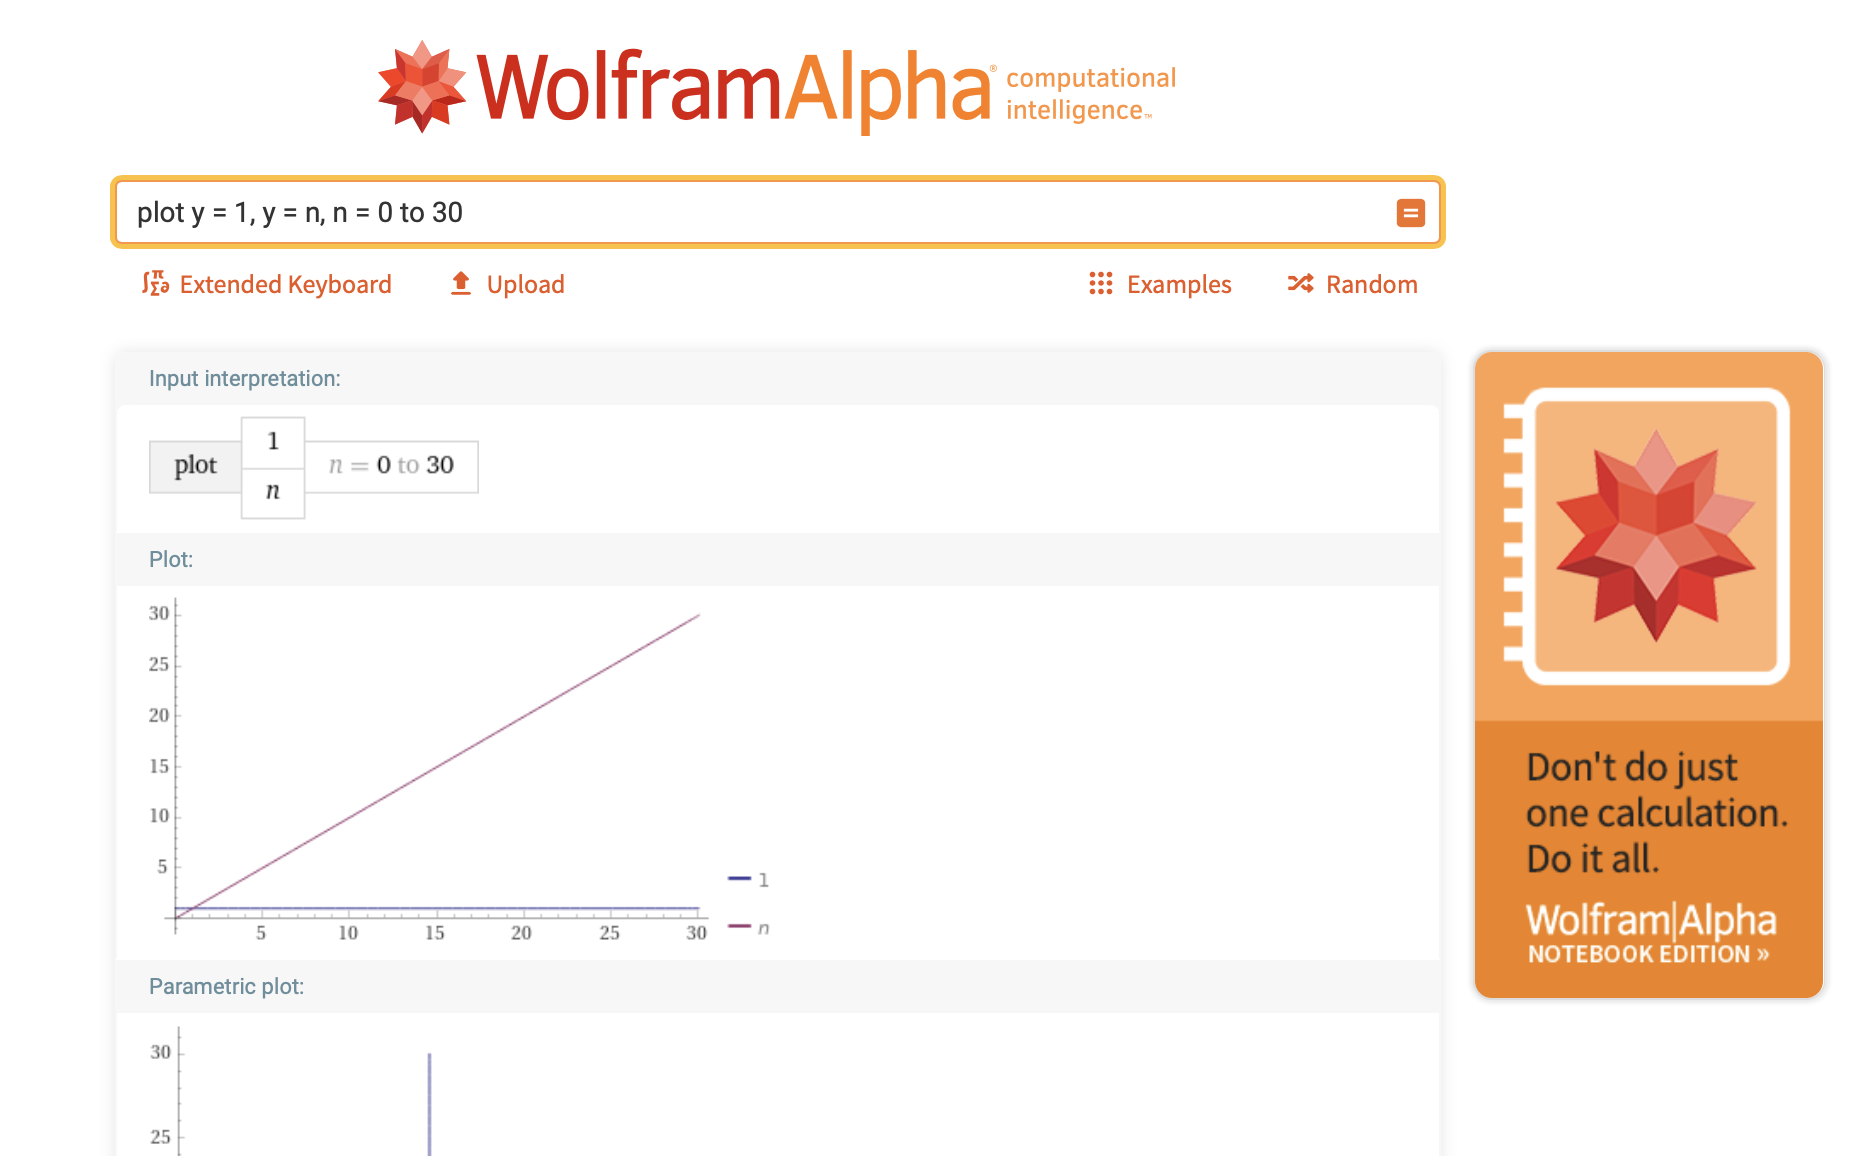 WolframAlpha® computational
intelligence™
plot y = 1, y = n, n = 0 to 30
=
Extended Keyboard
Upload
Examples
Random
Input interpretation:
plot
1
n
n = 0 to 30
Plot:
30
25
20
15
10
5
5 10 15 20 25 30
1
n
Parametric plot:
30
25
Don't do just
one calculation.
Do it all.
Wolfram|Alpha
NOTEBOOK EDITION »